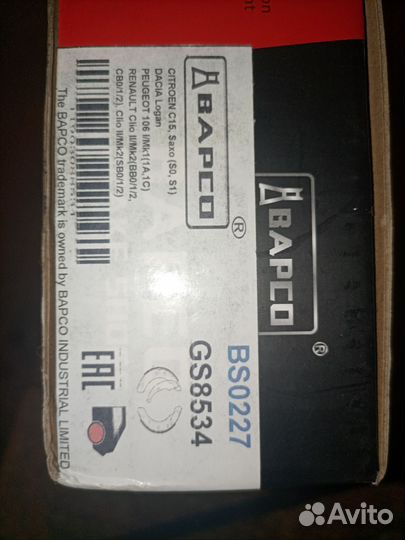 BAPCO
®
CITROEN C15, Saxo (S0, S1)
DACIA Logan
PEUGEOT 106 I/Mk1(1A,1C)
RENAULT Clio II/Mk2(BB0/1/2,
CB0/1/2), Clio II/Mk2(SB0/1/2)
The BAPCO trademark is owned by BAPCO INDUSTRIAL LIMITED
EAC
BS0227
GS8534
BAPCO
®
Avito